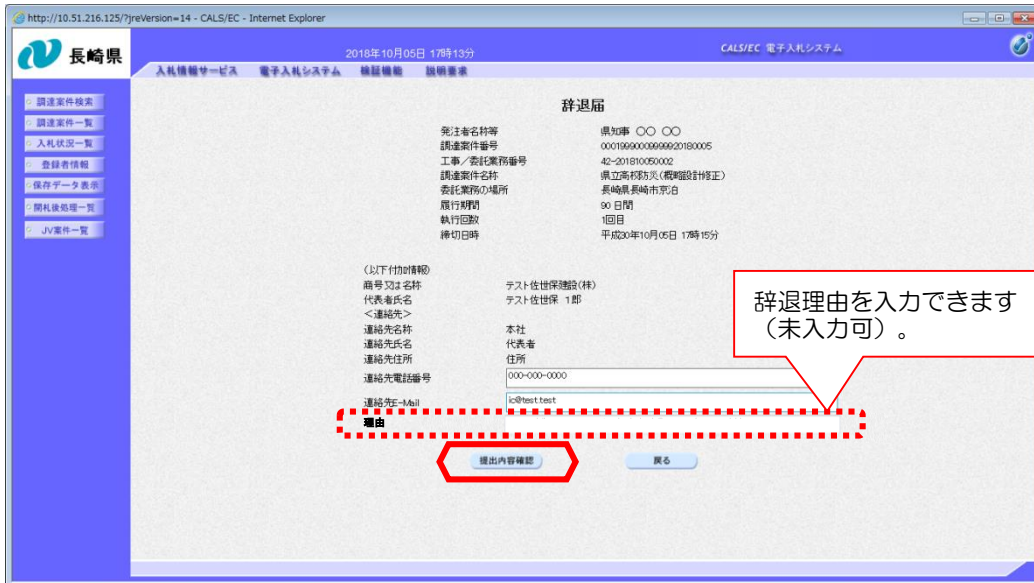 http://10.51.216.125/?jreVersion=14 - CALS/EC - Internet Explorer
長崎県
2018年10月05日 17時13分
CALS/EC 電子入札システム
入札情報サービス 電子入札システム 検証機能 説明要求
調達案件検索
調達案件一覧
入札状況一覧
登録者情報
保存データ表示
開札後処理一覧
JV案件一覧
辞退届
発注者名称等 県知事 〇〇 〇〇
調達案件番号 0001999000999920180005
工事/委託業務番号 42-201810050002
調達案件名称 県立高校防災(概略設計修正)
委託業務の場所 長崎県長崎市京泊
履行期間 90 日間
執行回数 1回目
締切日時 平成30年10月05日 17時15分
(以下付加情報)
商号又は名称 テスト佐世保建設(株)
代表者氏名 テスト佐世保 1郎
<連絡先>
連絡先名称 本社
連絡先氏名 代表者
連絡先住所 住所
連絡先電話番号 000-000-0000
連絡先E-Mail ic@test.test
理由
提出内容確認 戻る
辞退理由を入力できます
(未入力可)。